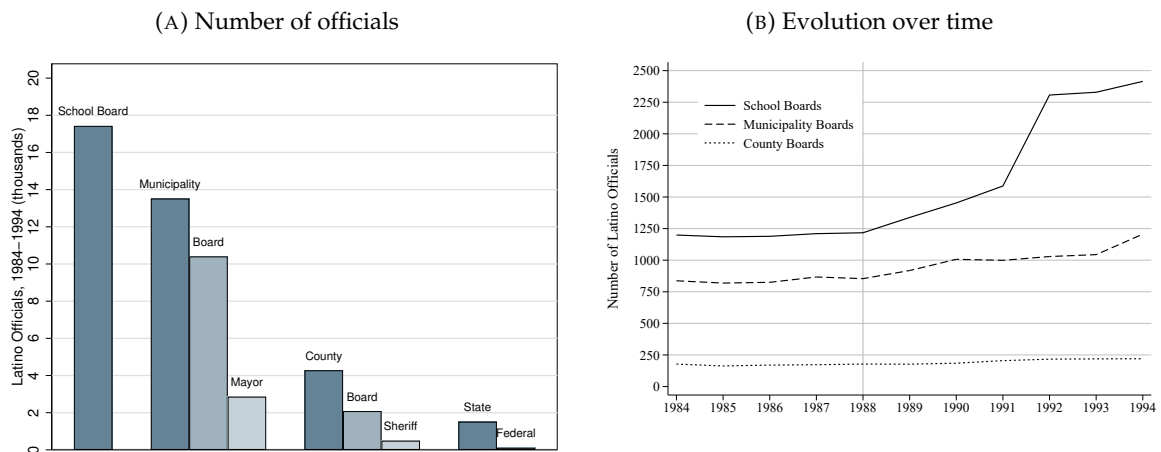 (A) Number of officials
Latino Officials, 1984–1994 (thousands)
20
18
16
14
12
10
8
6
4
2
0
School Board
Municipality
Board
Mayor
County
Board
Sheriff
State
Federal
(B) Evolution over time
Number of Latino Officials
2500
2250
2000
1750
1500
1250
1000
750
500
250
0
School Boards
Municipality Boards
County Boards
1984 1985 1986 1987 1988 1989 1990 1991 1992 1993 1994